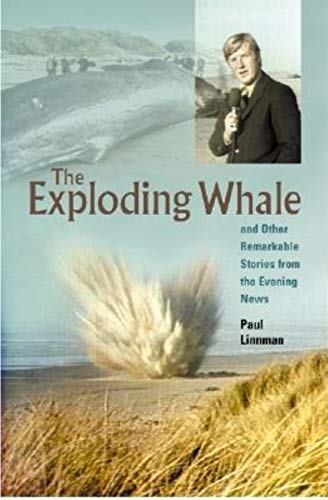 The
Exploding Whale
and Other
Remarkable
Stories from
the Evening
News
Paul
Linnman